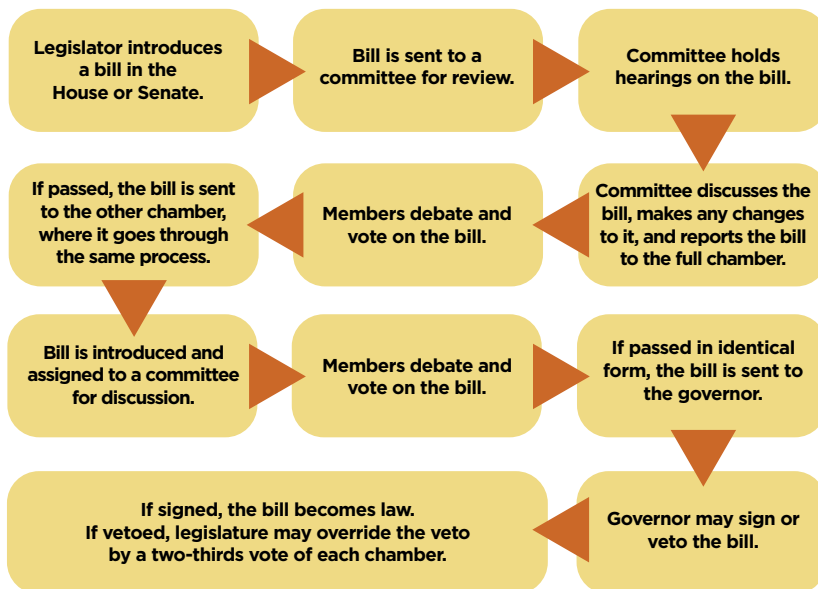 Legislator introduces
a bill in the
House or Senate.
Bill is sent to a
committee for review.
Committee holds
hearings on the bill.
Committee discusses the
bill, makes any changes
to it, and reports the bill
to the full chamber.
Members debate and
vote on the bill.
If passed, the bill is sent
to the other chamber,
where it goes through
the same process.
Bill is introduced and
assigned to a committee
for discussion.
Members debate and
vote on the bill.
If passed in identical
form, the bill is sent to
the governor.
Governor may sign or
veto the bill.
If signed, the bill becomes law.
If vetoed, legislature may override the veto
by a two-thirds vote of each chamber.